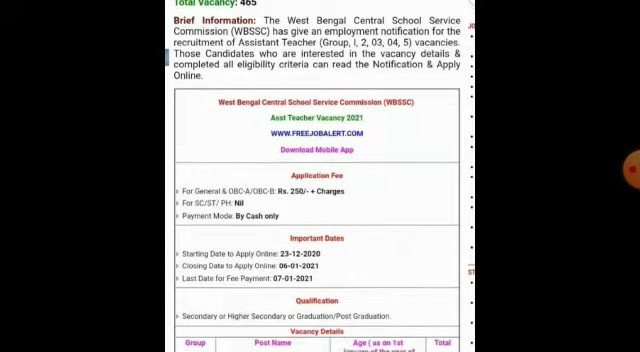 Total Vacancy: 465
Brief Information: The West Bengal Central School Service
Commission (WBSSC) has give an employment notification for the
recruitment of Assistant Teacher (Group, I, 2, 03, 04, 5) vacancies.
Those Candidates who are interested in the vacancy details &
completed all eligibility criteria can read the Notification & Apply
Online.
West Bengal Central School Service Commission (WBSSC)
Asst Teacher Vacancy 2021
WWW.FREEJOBALERT.COM
Download Mobile App
Application Fee
For General & OBC-A/OBC-B: Rs. 250/- + Charges
For SC/ST/ PH: Nil
Payment Mode: By Cash only
Important Dates
Starting Date to Apply Online: 23-12-2020
Closing Date to Apply Online: 06-01-2021
Last Date for Fee Payment: 07-01-2021
Qualification
Secondary or Higher Secondary or Graduation/Post Graduation.
Vacancy Details
Group Post Name Age ( as on 1st Total
January of the year of